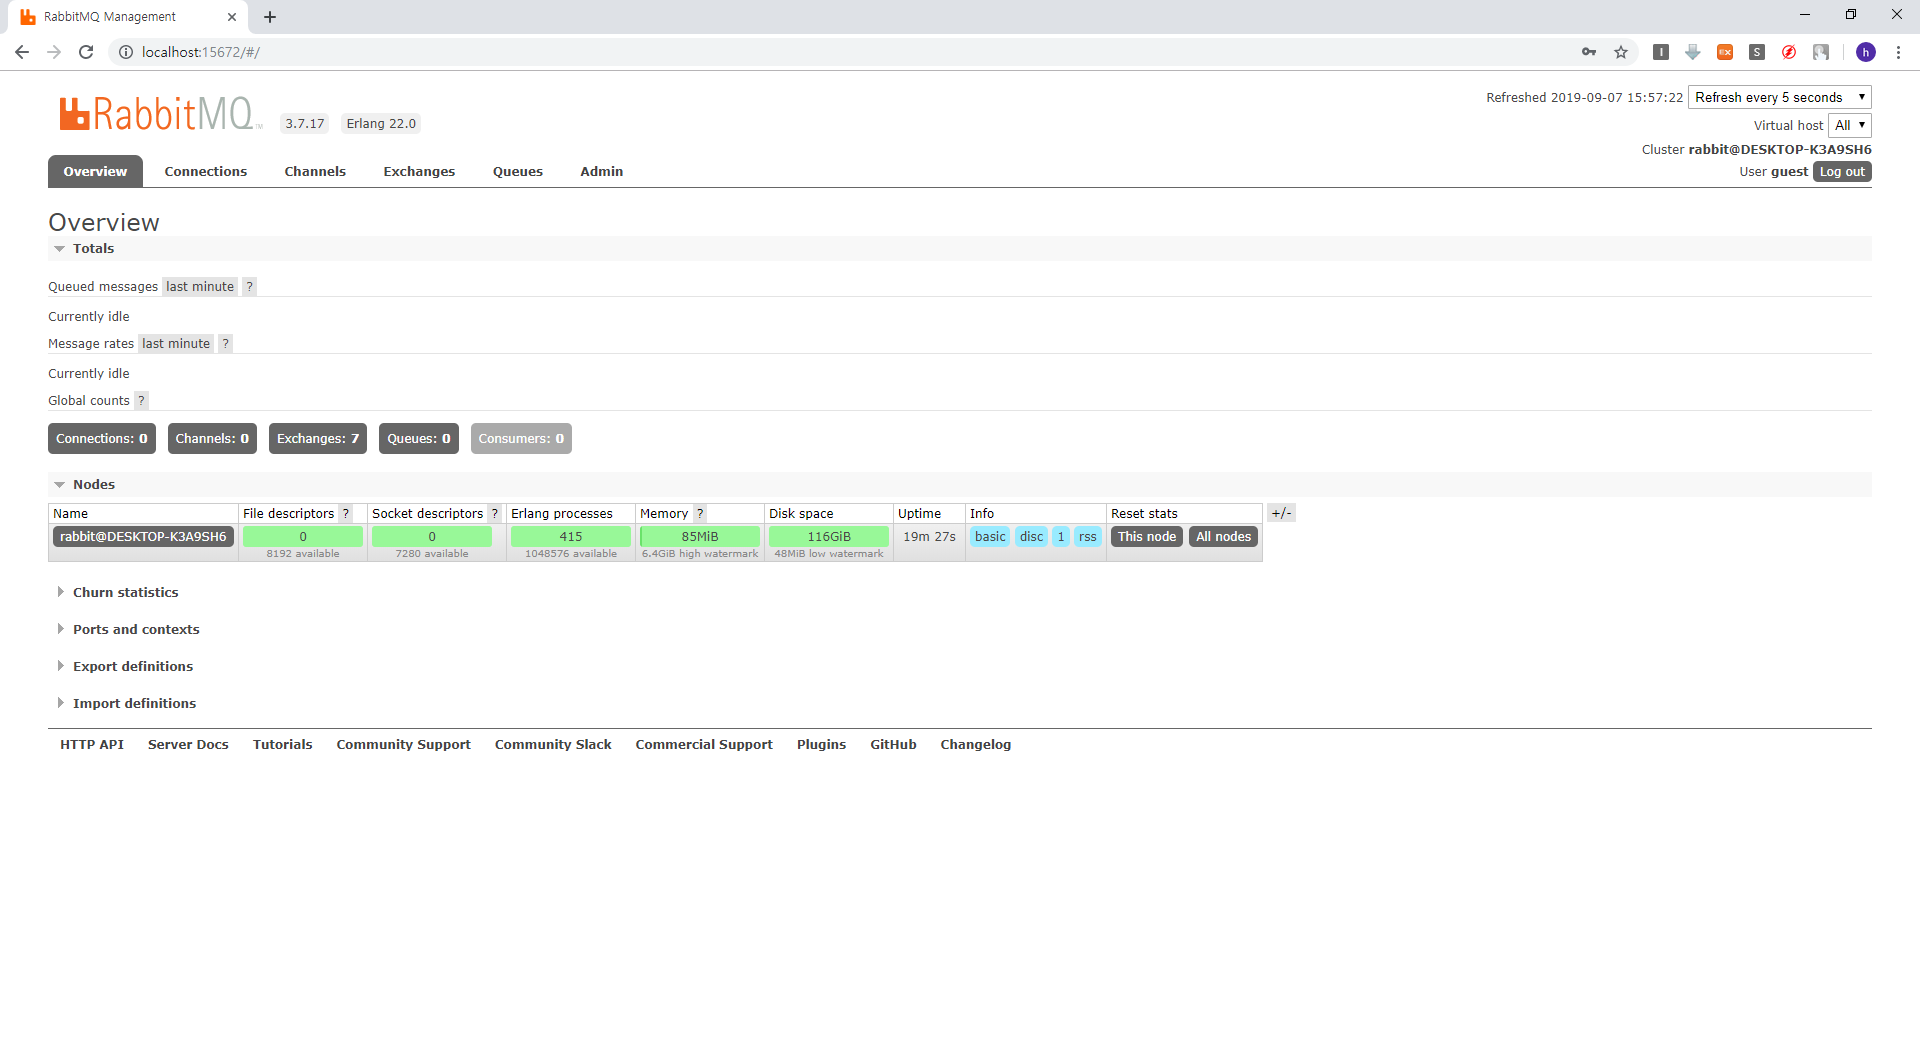 RabbitMQ Management
localhost:15672/#/
RabbitMQ TM 3.7.17 Erlang 22.0
Refreshed 2019-09-07 15:57:22 Refresh every 5 seconds
Virtual host All
Cluster rabbit@DESKTOP-K3A9SH6
User guest Log out
Overview Connections Channels Exchanges Queues Admin
Overview
Totals
Queued messages last minute ?
Currently idle
Message rates last minute ?
Currently idle
Global counts ?
Connections: 0 Channels: 0 Exchanges: 7 Queues: 0 Consumers: 0
Nodes
Name File descriptors ? Socket descriptors ? Erlang processes Memory ? Disk space Uptime Info Reset stats +/-
rabbit@DESKTOP-K3A9SH6 0 0 415 85MiB 116GiB 19m 27s basic disc 1 rss This node All nodes
8192 available 7280 available 1048576 available 6.4GiB high watermark 48MiB low watermark
Churn statistics
Ports and contexts
Export definitions
Import definitions
HTTP API Server Docs Tutorials Community Support Community Slack Commercial Support Plugins GitHub Changelog